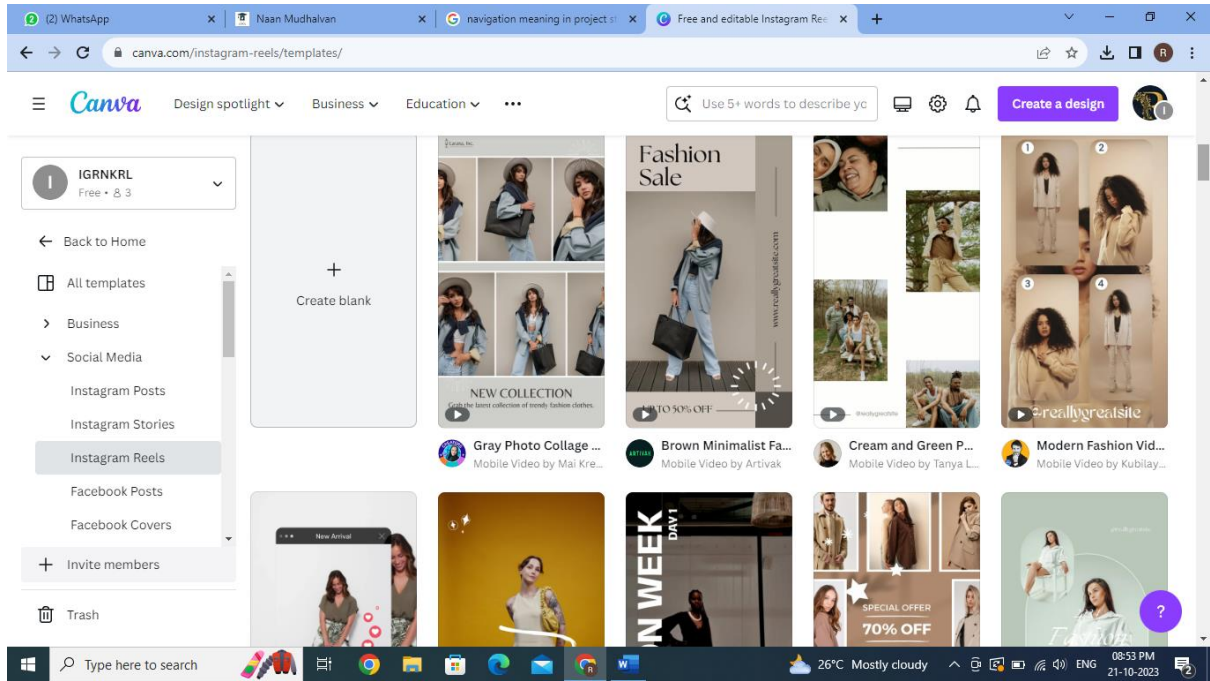 (2) WhatsApp
Naan Mudhalvan
navigation meaning in project st
Free and editable Instagram Ree
canva.com/instagram-reels/templates/
R
Canva
Design spotlight
Business
Education
Use 5+ words to describe yo
Create a design
I
I
IGRNKRL
Free • 3
Back to Home
All templates
Business
Social Media
Instagram Posts
Instagram Stories
Instagram Reels
Facebook Posts
Facebook Covers
Invite members
Trash
+
Create blank
NEW COLLECTION
Grab the latest collection of trendy fashion clothes.
Gray Photo Collage ...
Mobile Video by Mai Kre...
Fashion
Sale
www.reallygreatsite.com
UP TO 50% OFF
ARTIVAK
Brown Minimalist Fa...
Mobile Video by Artivak
@reallygreatsite
Cream and Green P...
Mobile Video by Tanya L...
1
2
3
4
@reallygreatsite
Modern Fashion Vid...
Mobile Video by Kubilay...
New Arrival
ON WEEK
DAY 1
SPECIAL OFFER
70% OFF
Fashion
?
Type here to search
26°C Mostly cloudy
ENG
08:53 PM
21-10-2023
2